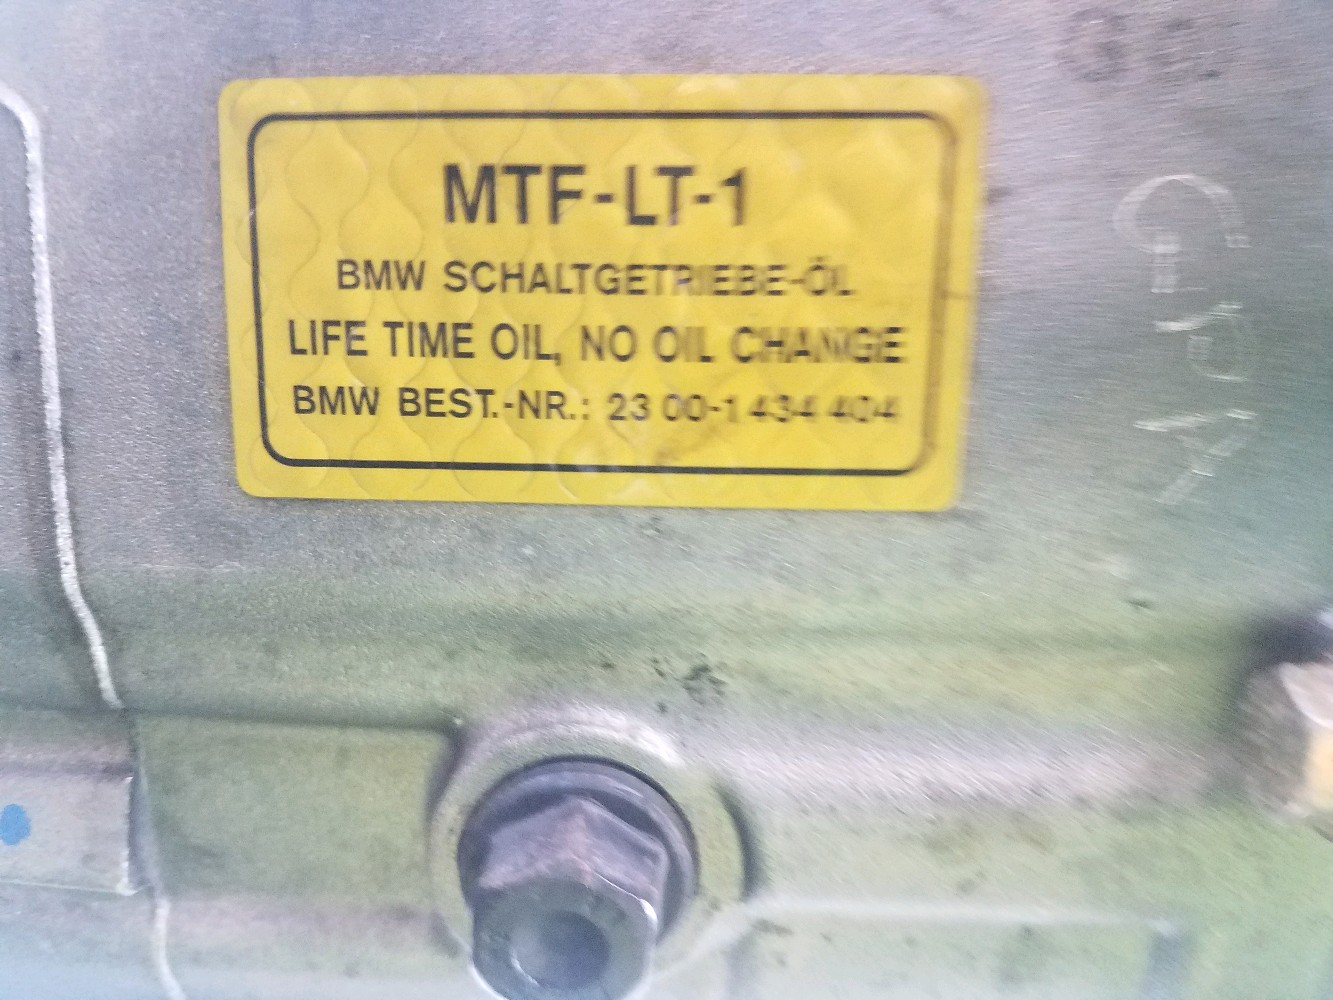 MTF-LT-1
BMW SCHALTGETRIEBE-ÖL
LIFE TIME OIL, NO OIL CHANGE
BMW BEST.-NR.: 23 00-1 434 404